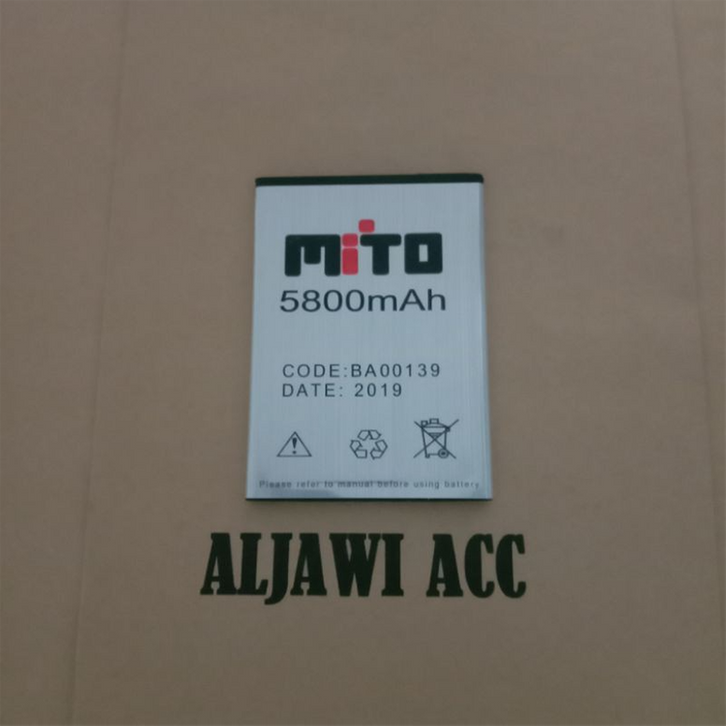 MiTO
5800mAh
CODE:BA00139
DATE: 2019
Please refer to manual before using battery
ALJAWI ACC